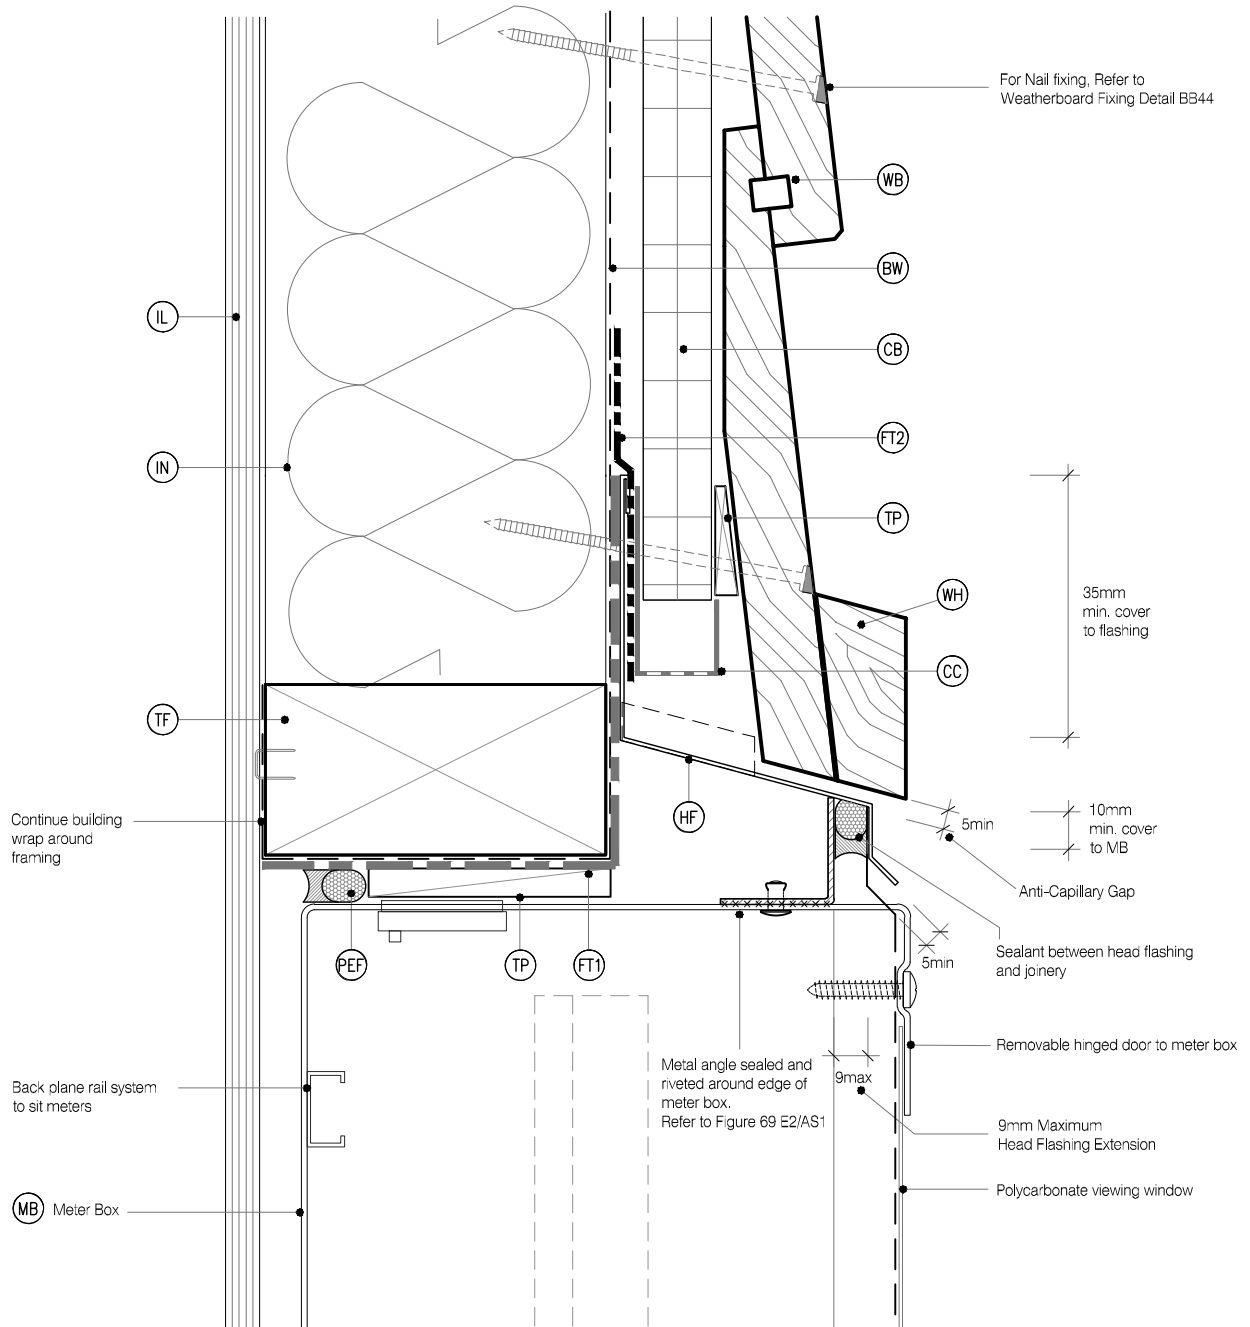 For Nail fixing, Refer to
Weatherboard Fixing Detail BB44
WB
BW
IL
CB
FT2
IN
TP
WH
35mm
min. cover
to flashing
CC
TF
HF
Continue building
wrap around
framing
5min
10mm
min. cover
to MB
Anti-Capillary Gap
PEF
TP
FT1
5min
Sealant between head flashing
and joinery
Removable hinged door to meter box
Metal angle sealed and
riveted around edge of
meter box.
Refer to Figure 69 E2/AS1
9max
Back plane rail system
to sit meters
9mm Maximum
Head Flashing Extension
Polycarbonate viewing window
MB Meter Box